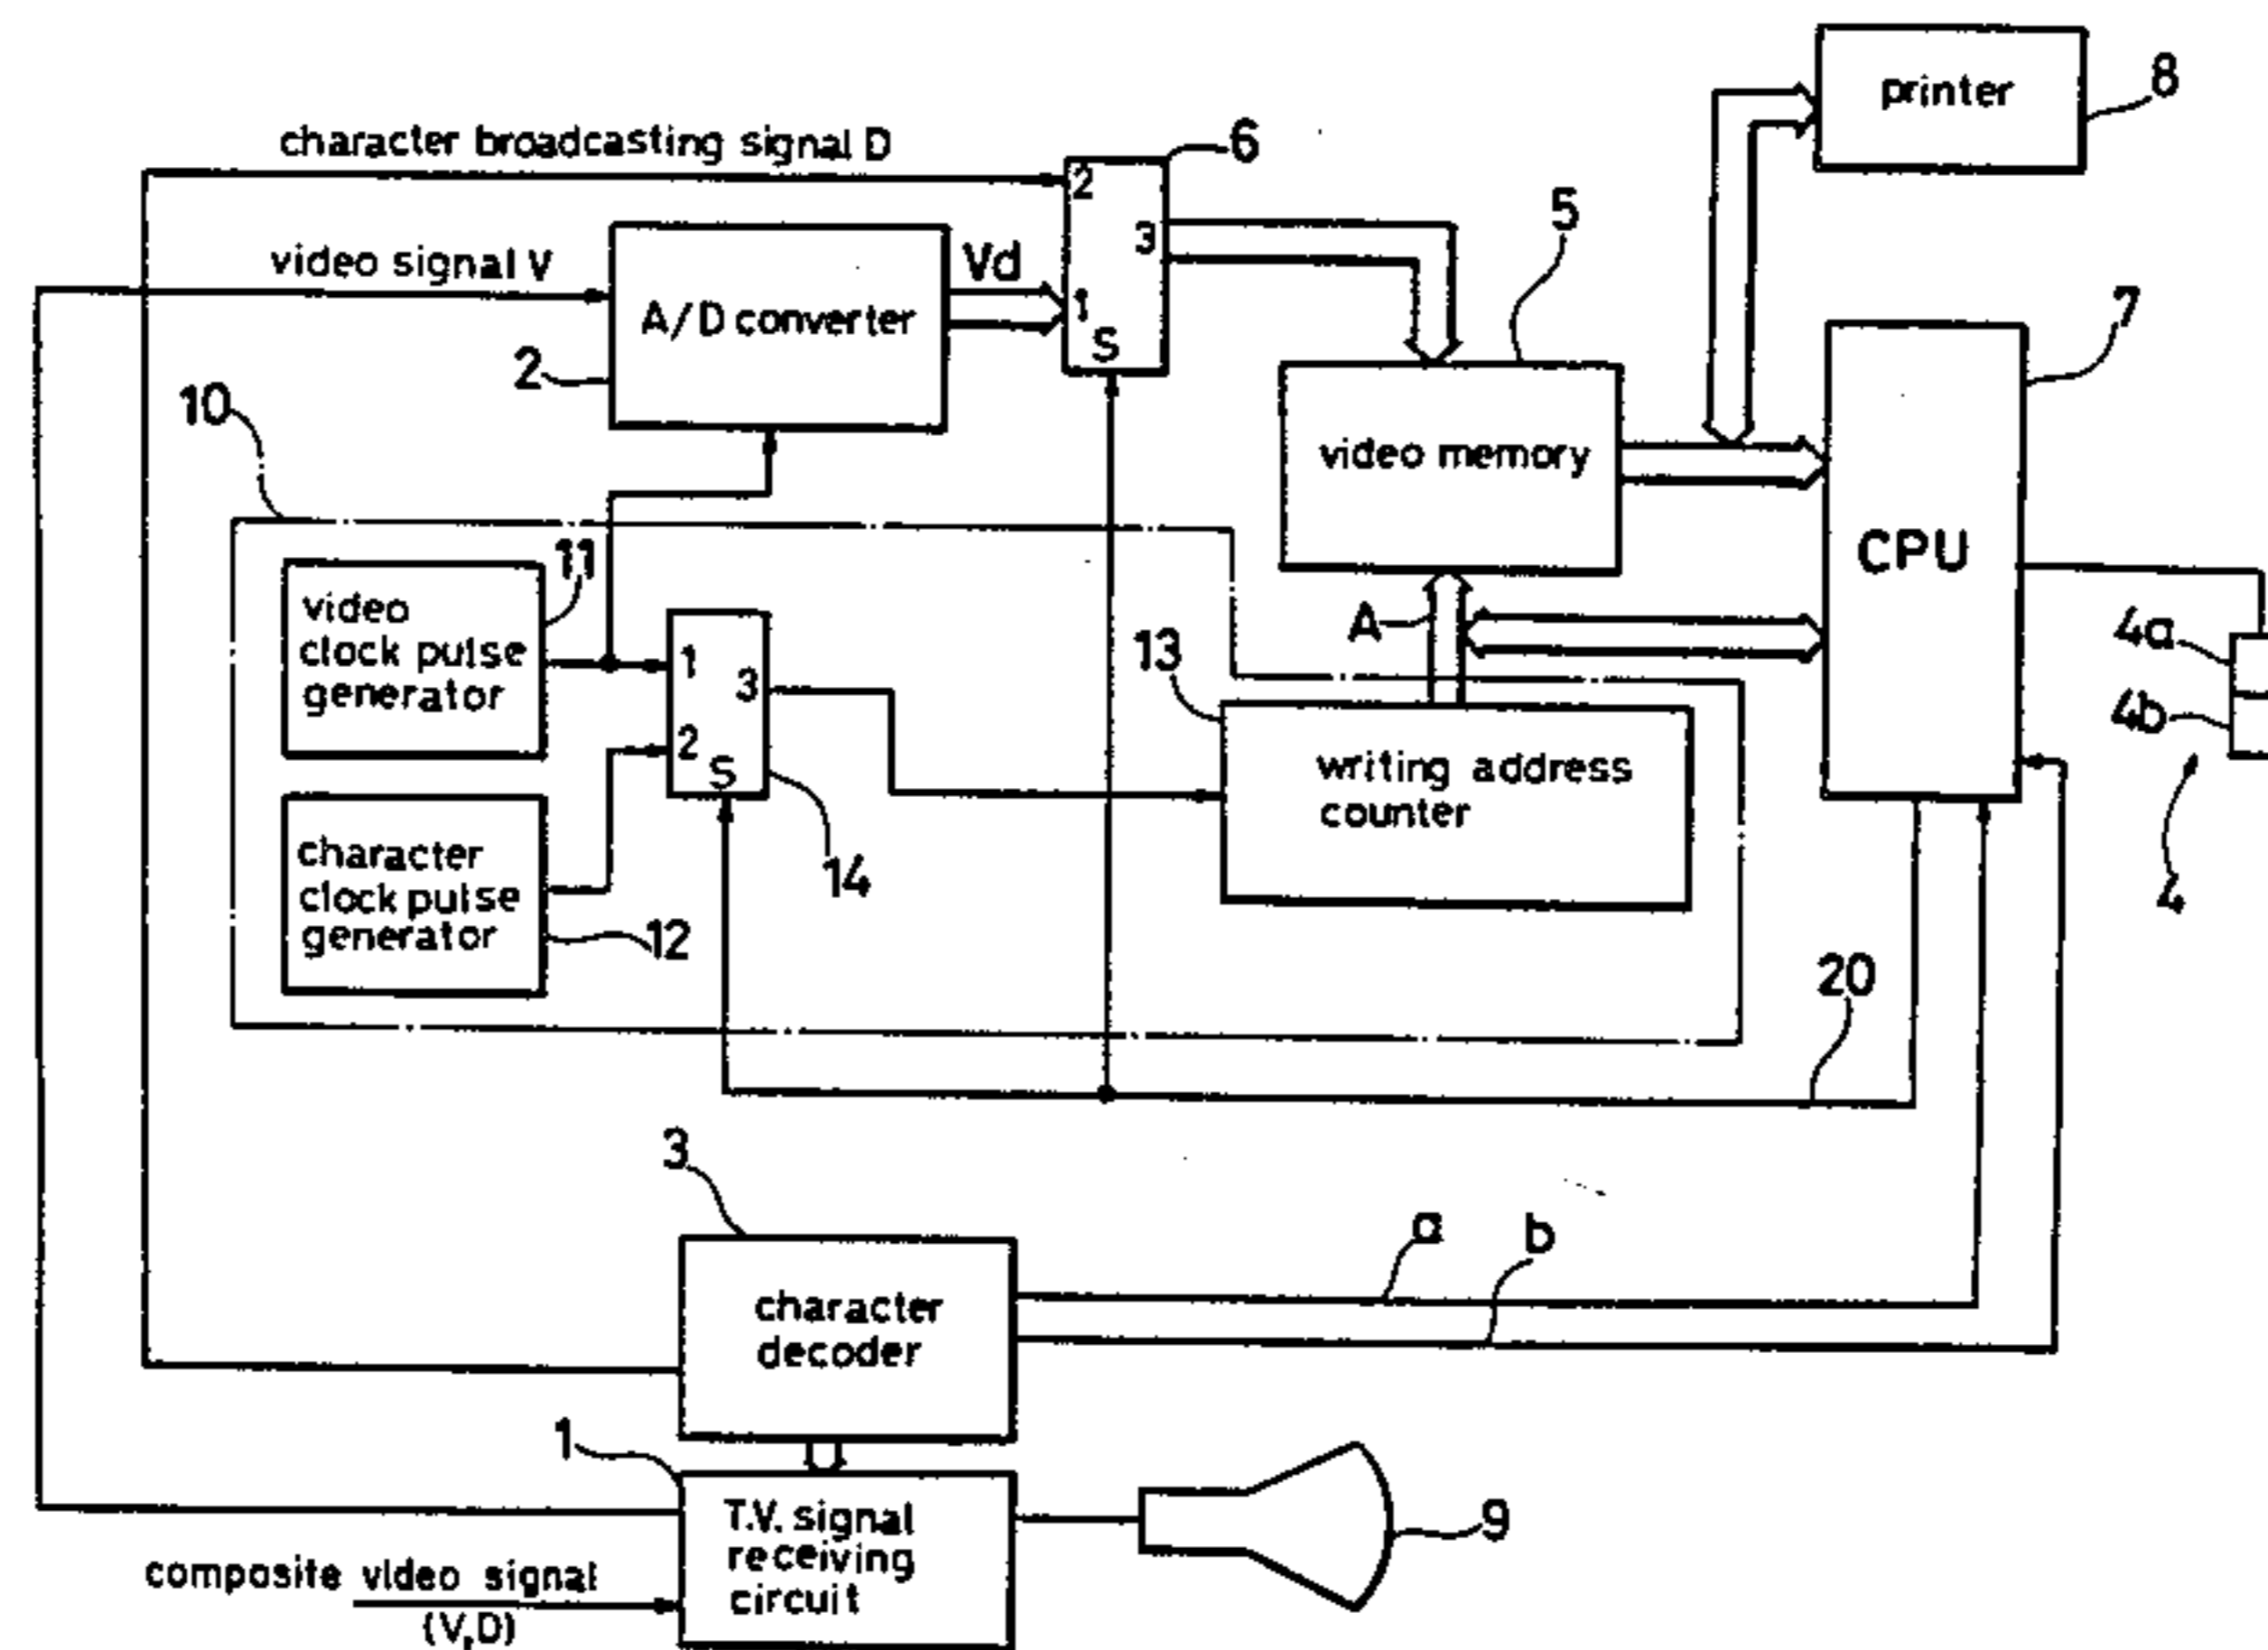 printer
8
character broadcasting signal D
6
2
3
1
S
5
video signal V
Vd
A/D converter
2
7
10
video memory
CPU
11
video
clock pulse
generator
1
2
3
S
14
A
13
writing address
counter
4a
4b
4
character
clock pulse
generator
12
20
3
a
b
character
decoder
1
T.V. signal
receiving
circuit
9
composite video signal
(V,D)